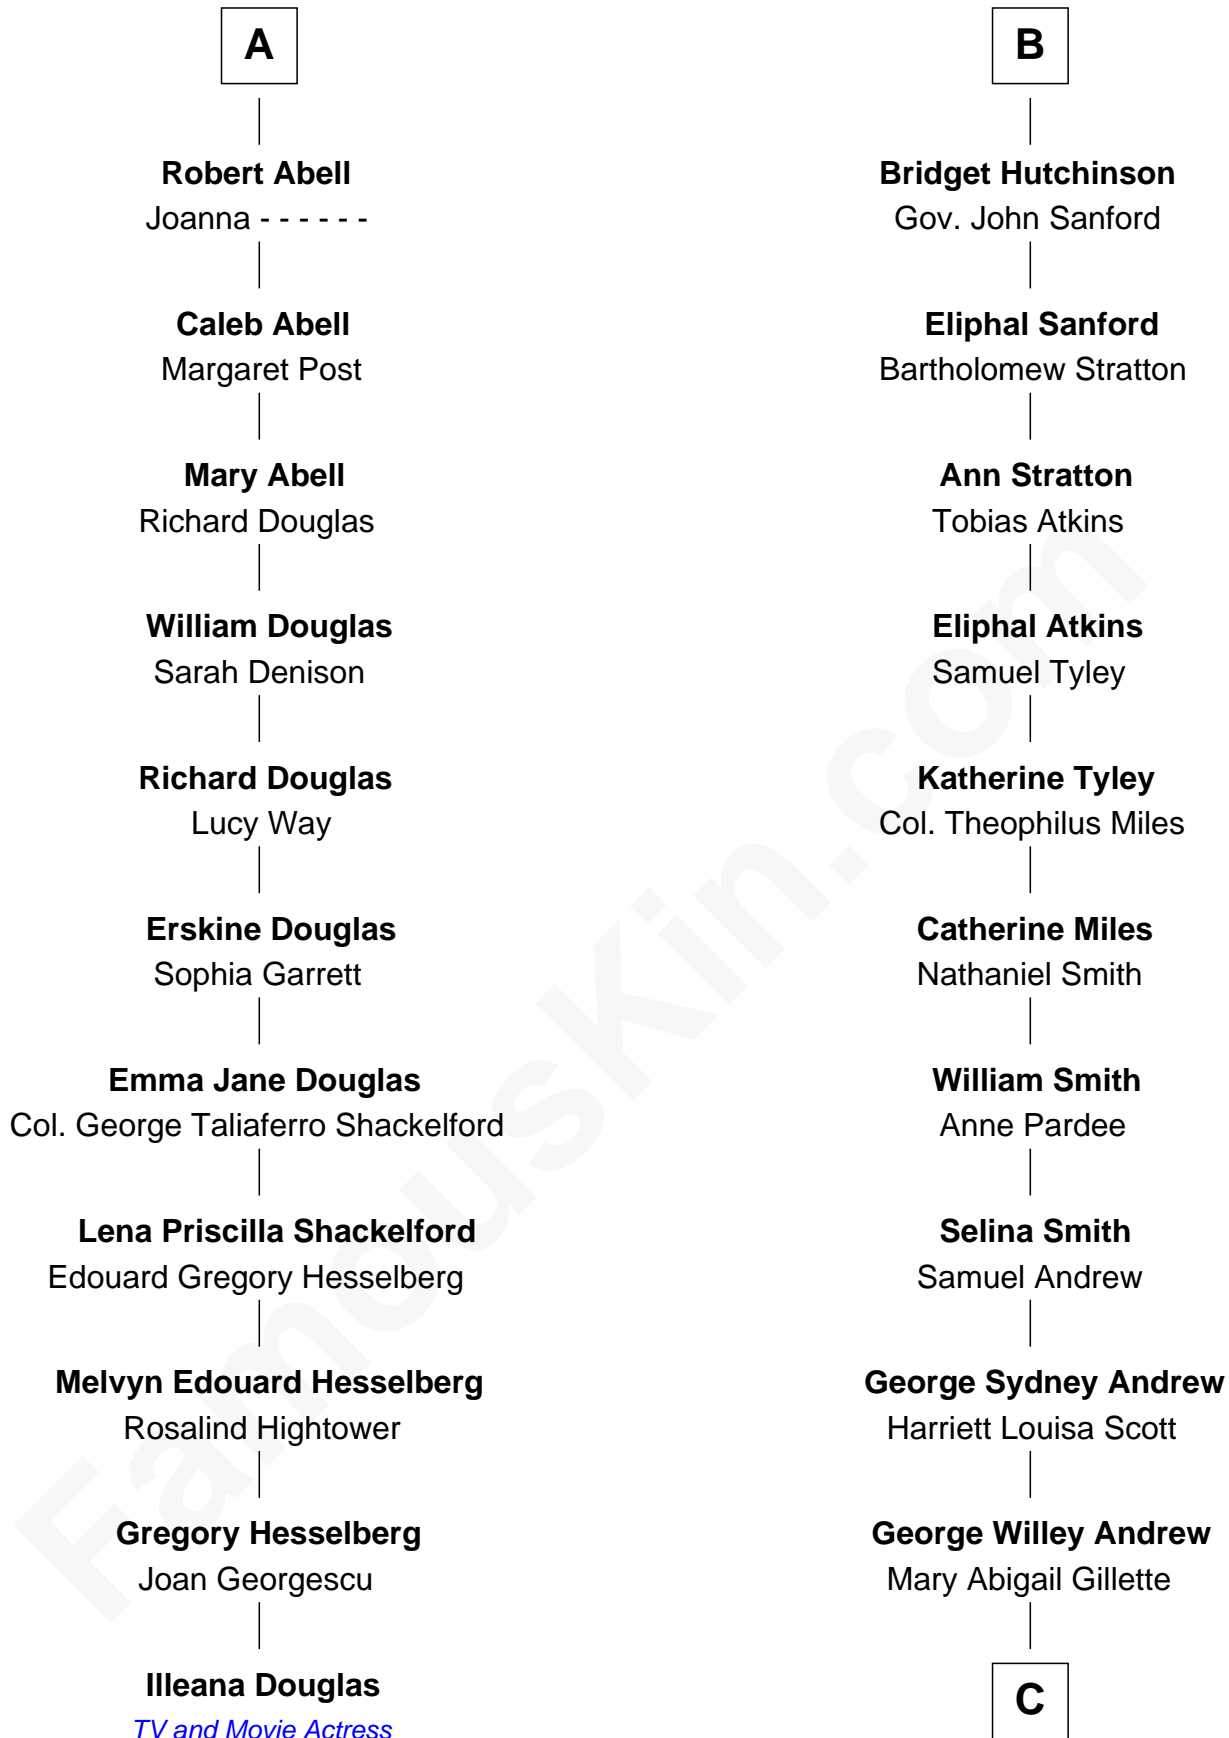 A
Robert Abell
Joanna - - - - - -
Caleb Abell
Margaret Post
Mary Abell
Richard Douglas
William Douglas
Sarah Denison
Richard Douglas
Lucy Way
Erskine Douglas
Sophia Garrett
Emma Jane Douglas
Col. George Taliaferro Shackelford
Lena Priscilla Shackelford
Edouard Gregory Hesselberg
Melvyn Edouard Hesselberg
Rosalind Hightower
Gregory Hesselberg
Joan Georgescu
Illeana Douglas
TV and Movie Actress
B
Bridget Hutchinson
Gov. John Sanford
Eliphal Sanford
Bartholomew Stratton
Ann Stratton
Tobias Atkins
Eliphal Atkins
Samuel Tyley
Katherine Tyley
Col. Theophilus Miles
Catherine Miles
Nathaniel Smith
William Smith
Anne Pardee
Selina Smith
Samuel Andrew
George Sydney Andrew
Harriett Louisa Scott
George Willey Andrew
Mary Abigail Gillette
C
FamousKin.com